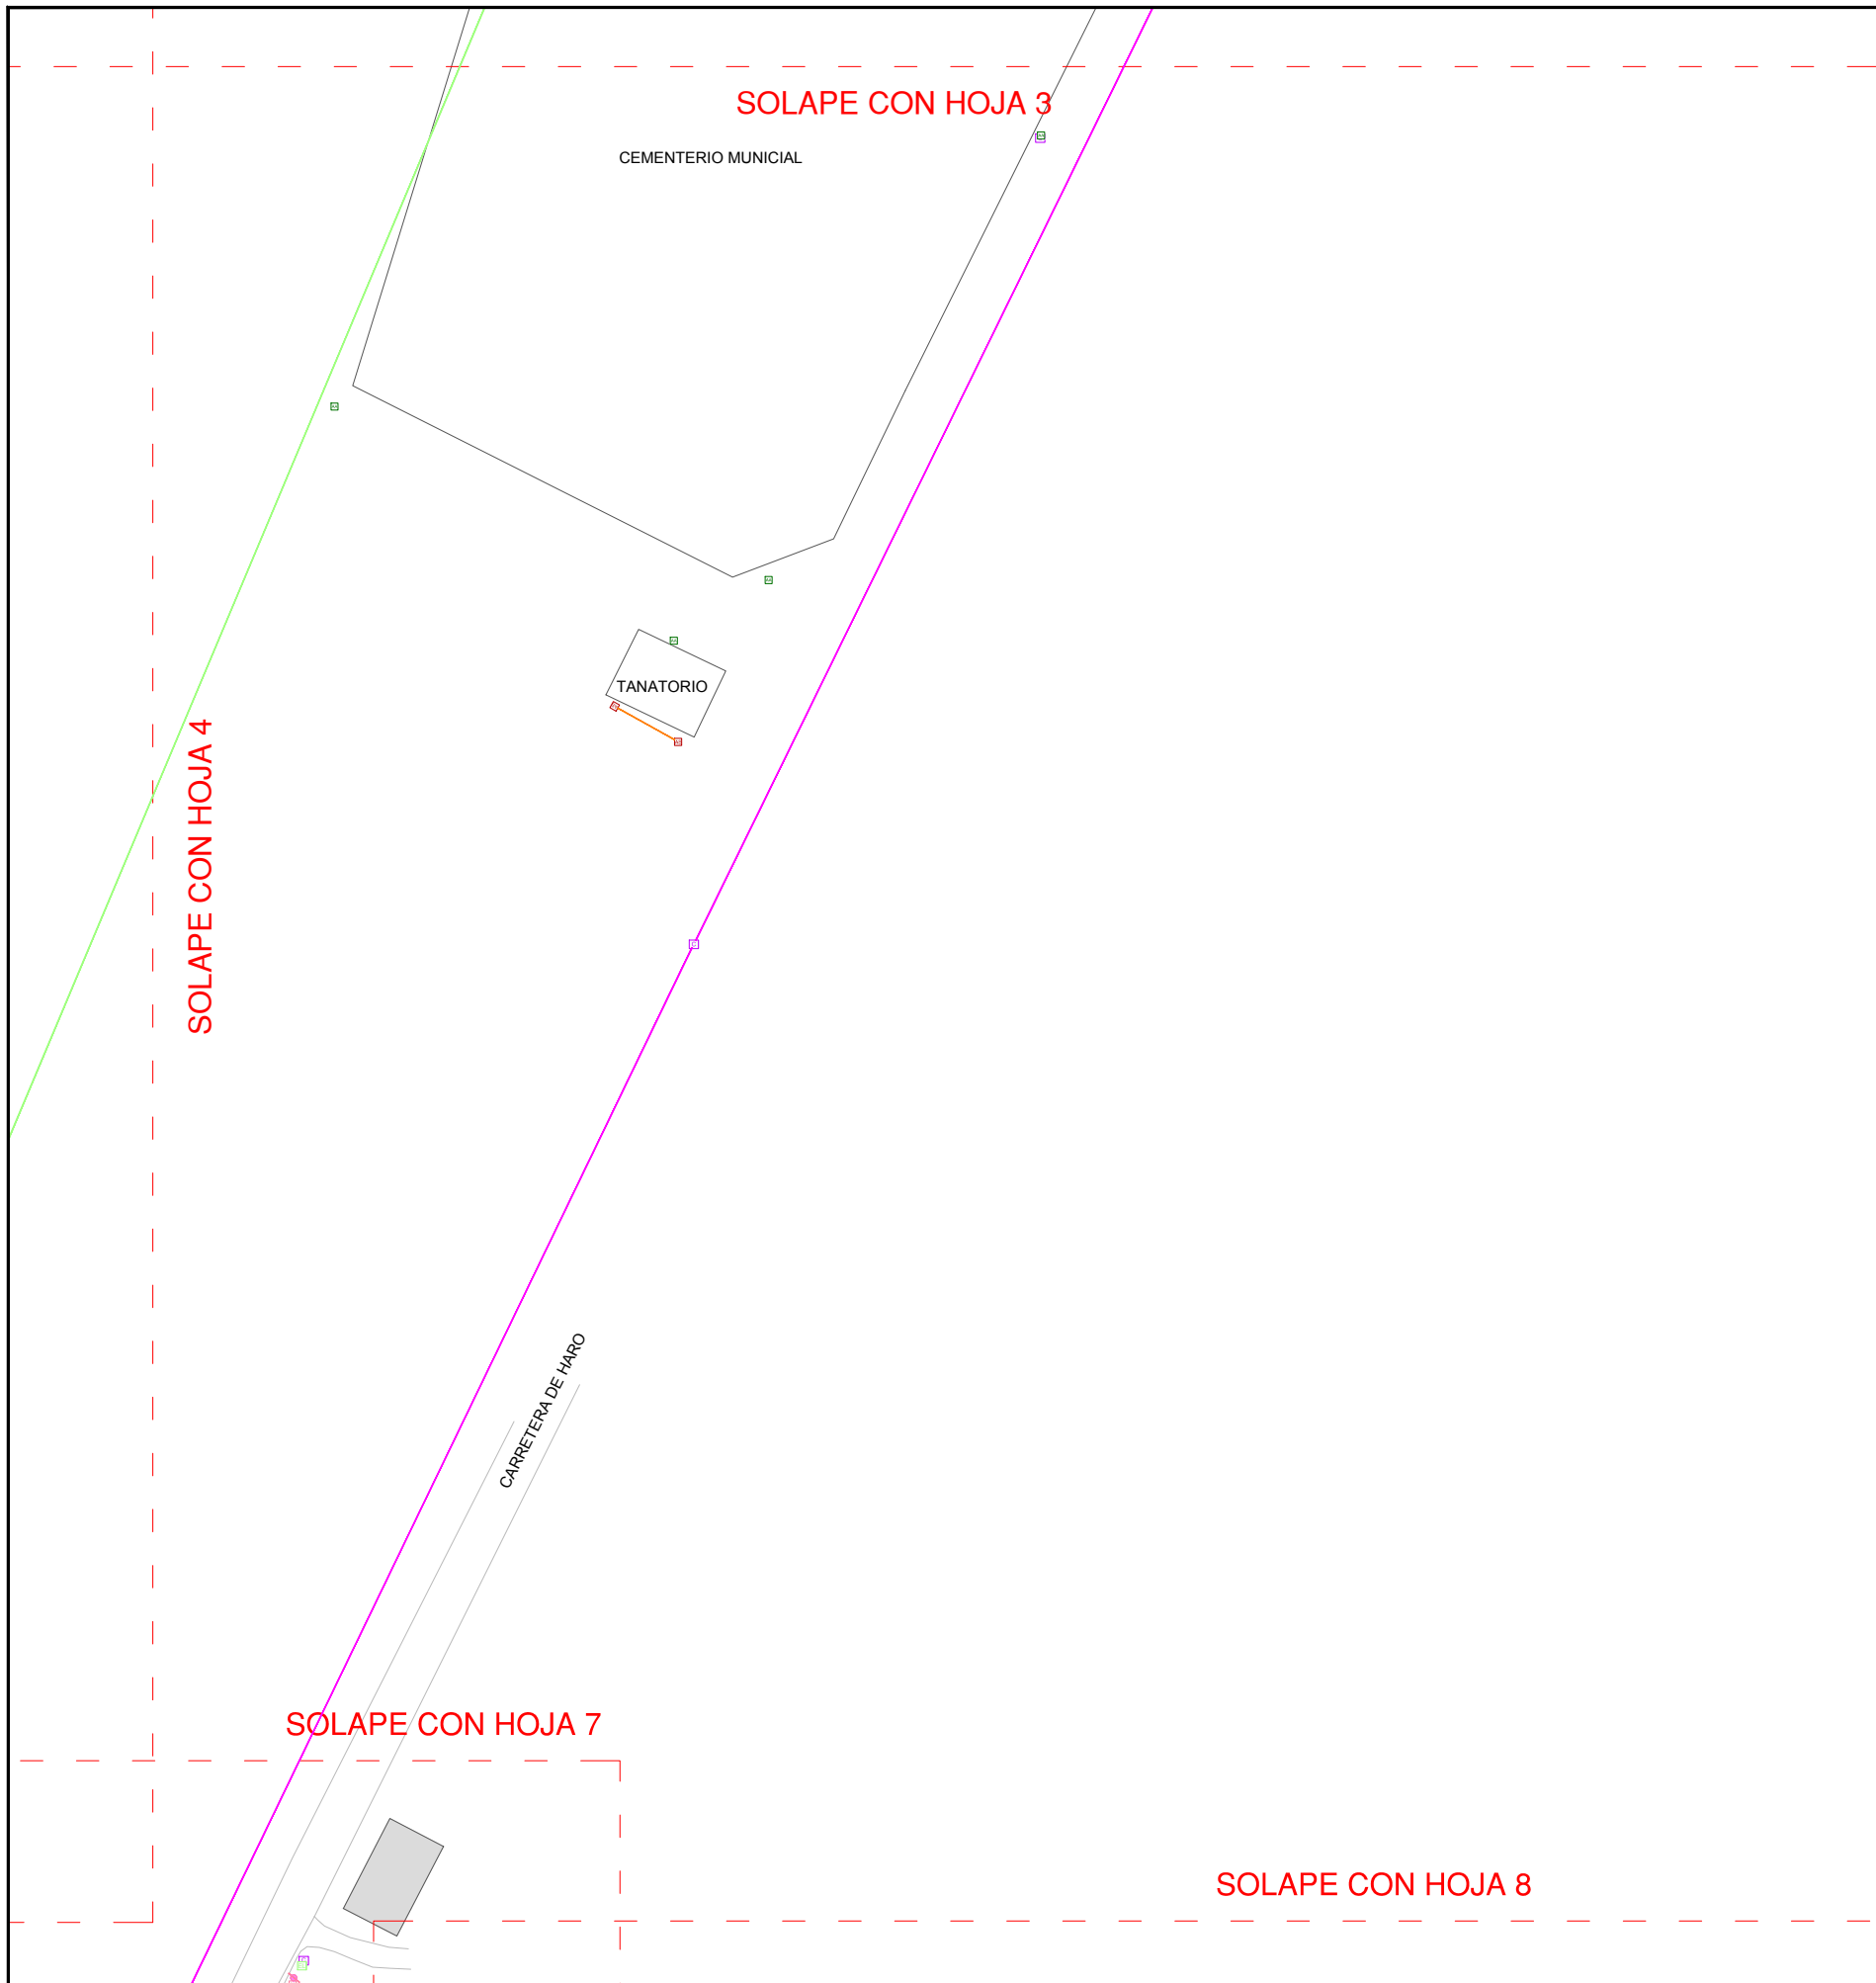 SOLAPE CON HOJA 3
CEMENTERIO MUNICIAL
TANATORIO
SOLAPE CON HOJA 4
CARRETERA DE HARO
SOLAPE CON HOJA 7
SOLAPE CON HOJA 8